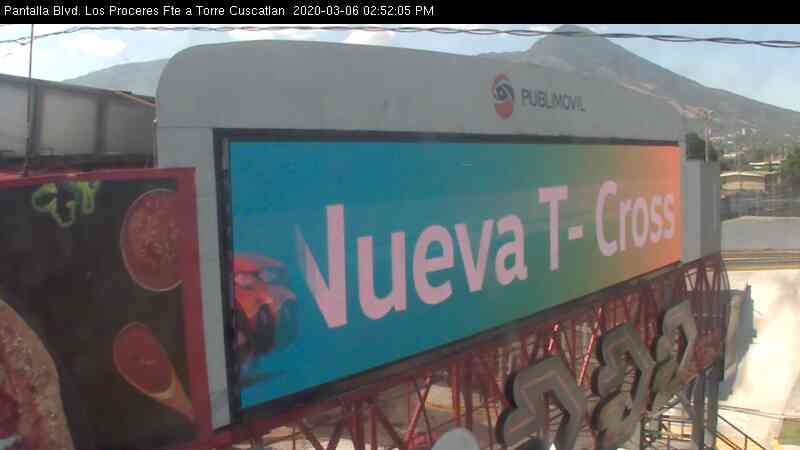 Pantalla Blvd. Los Proceres Fte a Torre Cuscatlan 2020-03-06 02:52:05 PM
PUBLIMOVIL
Nueva T- Cross